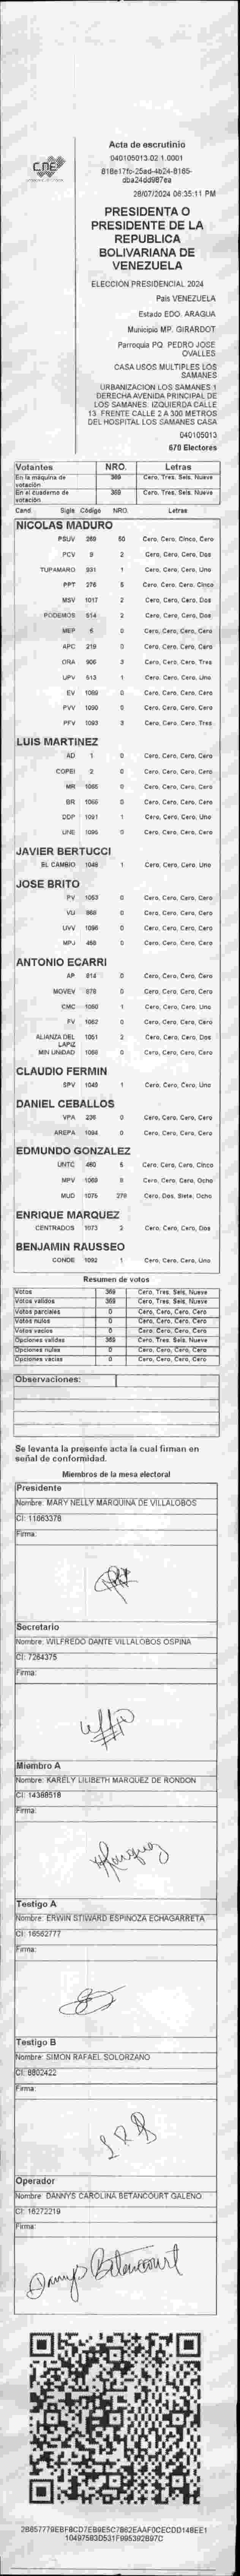 CNE
Acta de escrutinio
040105013.02.1.0001
dba24dd987ea
28/07/2024 06:35:11 PM
PRESIDENTA O
PRESIDENTE DE LA
REPUBLICA
BOLIVARIANA DE
VENEZUELA
ELECCIÓN PRESIDENCIAL 2024
País VENEZUELA
Estado EDO. ARAGUA
Municipio MP. GIRARDOT
Parroquia PQ. PEDRO JOSE
OVALLES
CASA USOS MULTIPLES LOS
SAMANES
URBANIZACION LOS SAMANES 1
DERECHA AVENIDA PRINCIPAL DE
LOS SAMANES. IZQUIERDA CALLE
13. FRENTE CALLE 2 A 300 METROS
DEL HOSPITAL LOS SAMANES CASA
040105013
670 Electores
Votantes NRO. Letras
En la máquina de votación 369 Cero, Tres, Seis, Nueve
En el cuaderno de votación 369 Cero, Tres, Seis, Nueve
Cand Sigla Código NRO. Letras
NICOLAS MADURO
PSUV 289 50 Cero, Cero, Cinco, Cero
PCV 9 2 Cero, Cero, Cero, Dos
TUPAMARO 931 1 Cero, Cero, Cero, Uno
PPT 276 5 Cero, Cero, Cero, Cinco
MSV 1017 2 Cero, Cero, Cero, Dos
PODEMOS 514 2 Cero, Cero, Cero, Dos
MEP 6 0 Cero, Cero, Cero, Cero
APC 219 0 Cero, Cero, Cero, Cero
ORA 906 3 Cero, Cero, Cero, Tres
UPV 513 1 Cero, Cero, Cero, Uno
EV 1089 0 Cero, Cero, Cero, Cero
PVV 1090 0 Cero, Cero, Cero, Cero
PFV 1093 3 Cero, Cero, Cero, Tres
LUIS MARTINEZ
AD 1 0 Cero, Cero, Cero, Cero
COPEI 2 0 Cero, Cero, Cero, Cero
MR 1065 0 Cero, Cero, Cero, Cero
BR 1066 0 Cero, Cero, Cero, Cero
DDP 1091 1 Cero, Cero, Cero, Uno
UNE 1095 0 Cero, Cero, Cero, Cero
JAVIER BERTUCCI
EL CAMBIO 1048 1 Cero, Cero, Cero, Uno
JOSE BRITO
PV 1053 0 Cero, Cero, Cero, Cero
VU 868 0 Cero, Cero, Cero, Cero
UVV 1096 0 Cero, Cero, Cero, Cero
MPJ 458 0 Cero, Cero, Cero, Cero
ANTONIO ECARRI
AP 814 0 Cero, Cero, Cero, Cero
MOVEV 878 0 Cero, Cero, Cero, Cero
CMC 1060 1 Cero, Cero, Cero, Uno
FV 1062 0 Cero, Cero, Cero, Cero
ALIANZA DEL LAPIZ 1051 2 Cero, Cero, Cero, Dos
MIN UNIDAD 1068 0 Cero, Cero, Cero, Cero
CLAUDIO FERMIN
SPV 1049 1 Cero, Cero, Cero, Uno
DANIEL CEBALLOS
VPA 236 0 Cero, Cero, Cero, Cero
AREPA 1094 0 Cero, Cero, Cero, Cero
EDMUNDO GONZALEZ
UNTC 460 5 Cero, Cero, Cero, Cinco
MPV 1069 8 Cero, Cero, Cero, Ocho
MUD 1075 278 Cero, Dos, Siete, Ocho
ENRIQUE MARQUEZ
CENTRADOS 1073 2 Cero, Cero, Cero, Dos
BENJAMIN RAUSSEO
CONDE 1092 1 Cero, Cero, Cero, Uno
Resumen de votos
Votos 369 Cero, Tres, Seis, Nueve
Votos válidos 369 Cero, Tres, Seis, Nueve
Votos parciales 0 Cero, Cero, Cero, Cero
Votos nulos 0 Cero, Cero, Cero, Cero
Votos vacíos 0 Cero, Cero, Cero, Cero
Opciones válidas 369 Cero, Tres, Seis, Nueve
Opciones nulas 0 Cero, Cero, Cero, Cero
Opciones vacías 0 Cero, Cero, Cero, Cero
Observaciones:
Se levanta la presente acta la cual firman en
señal de conformidad.
Miembros de la mesa electoral
Presidente
Nombre: MARY NELLY MARQUINA DE VILLALOBOS
CI: 11663378
Firma:
Secretario
Nombre: WILFREDO DANTE VILLALOBOS OSPINA
CI: 7264375
Firma:
Miembro A
Nombre: KARELY LILIBETH MARQUEZ DE RONDON
CI: 14388518
Firma:
Marquez
Testigo A
Nombre: ERWIN STIWARD ESPINOZA ECHAGARRETA
CI: 16562777
Firma:
Testigo B
Nombre: SIMON RAFAEL SOLORZANO
CI: 8802422
Firma:
Operador
Nombre: DANNYS CAROLINA BETANCOURT GALENO
CI: 16272219
Firma:
Dannys Betancourt